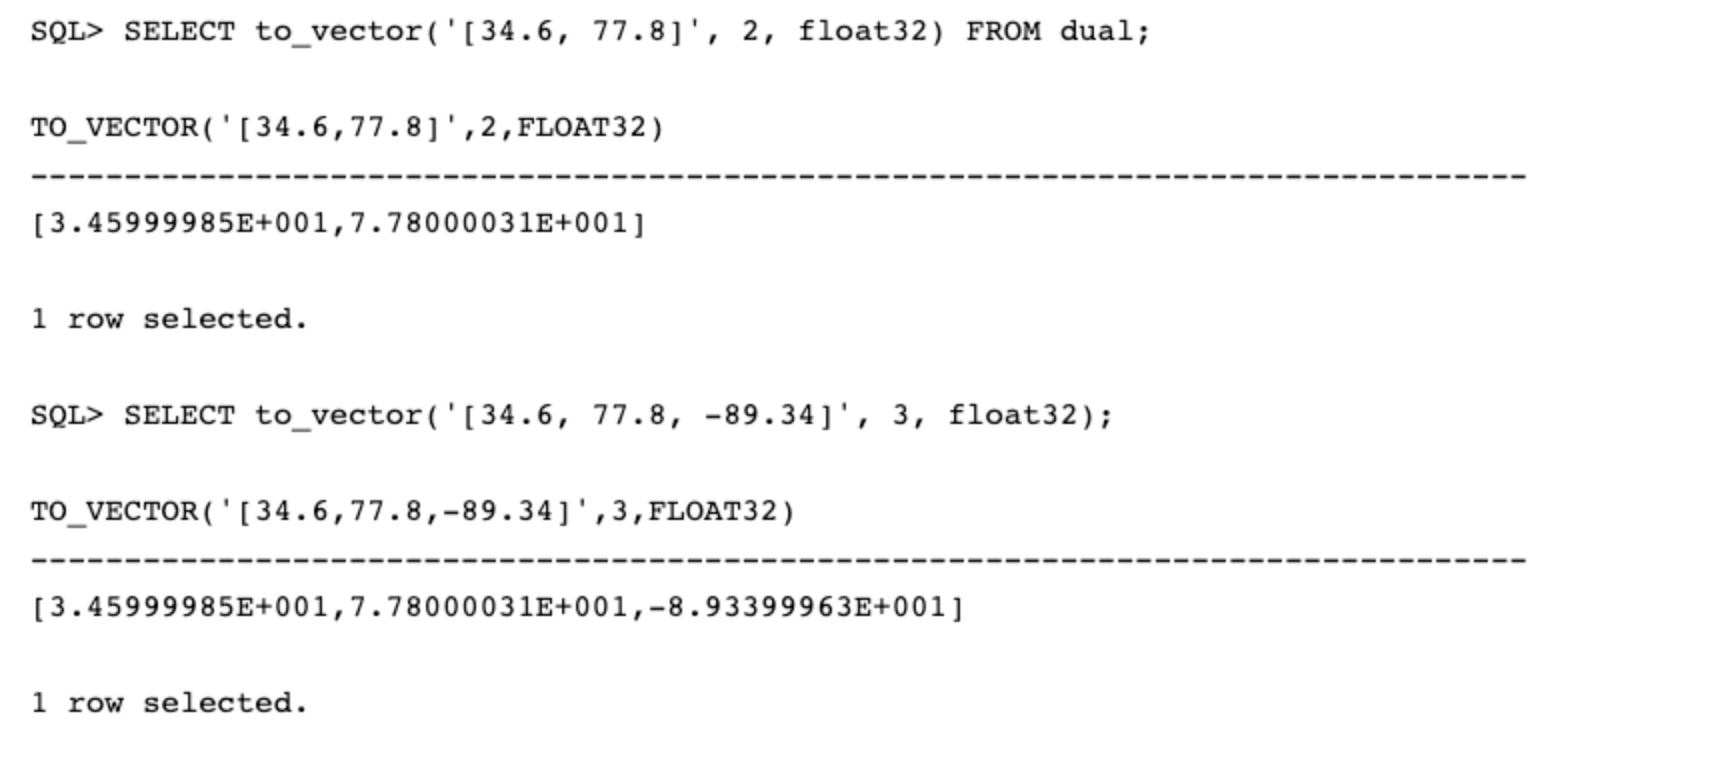 SQL> SELECT to_vector('[34.6, 77.8]', 2, float32) FROM dual;
TO_VECTOR('[34.6,77.8]',2,FLOAT32)
--------------------------------------------------------------------------------
[3.45999985E+001,7.78000031E+001]
1 row selected.
SQL> SELECT to_vector('[34.6, 77.8, -89.34]', 3, float32);
TO_VECTOR('[34.6,77.8,-89.34]',3,FLOAT32)
--------------------------------------------------------------------------------
[3.45999985E+001,7.78000031E+001,-8.93399963E+001]
1 row selected.